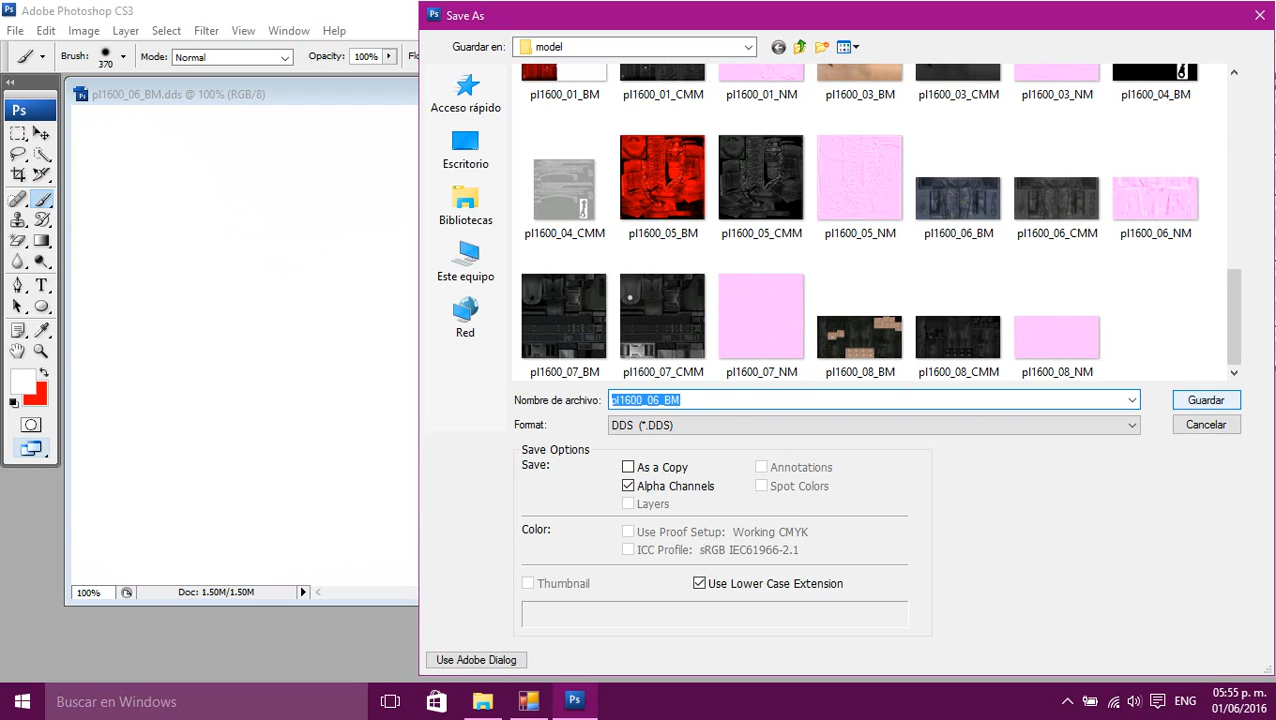 Ps Adobe Photoshop CS3
File Edit Image Layer Select Filter View Window Help
Brush: 370 Mode: Normal Opacity: 100% Flo
Ps
pl1600_06_BM.dds @ 100% (RGB/8)
100% Doc: 1.50M/1.50M
Ps Save As
Guardar en: model
Acceso rápido
Escritorio
Bibliotecas
Este equipo
Red
pl1600_01_BM pl1600_01_CMM pl1600_01_NM pl1600_03_BM pl1600_03_CMM pl1600_03_NM pl1600_04_BM
pl1600_04_CMM pl1600_05_BM pl1600_05_CMM pl1600_05_NM pl1600_06_BM pl1600_06_CMM pl1600_06_NM
pl1600_07_BM pl1600_07_CMM pl1600_07_NM pl1600_08_BM pl1600_08_CMM pl1600_08_NM
Nombre de archivo: pl1600_06_BM Guardar
Format: DDS (*.DDS) Cancelar
Save Options
Save: As a Copy Annotations
Alpha Channels Spot Colors
Layers
Color: Use Proof Setup: Working CMYK
ICC Profile: sRGB IEC61966-2.1
Thumbnail Use Lower Case Extension
Use Adobe Dialog
Buscar en Windows Ps ENG 05:55 p. m.
01/06/2016